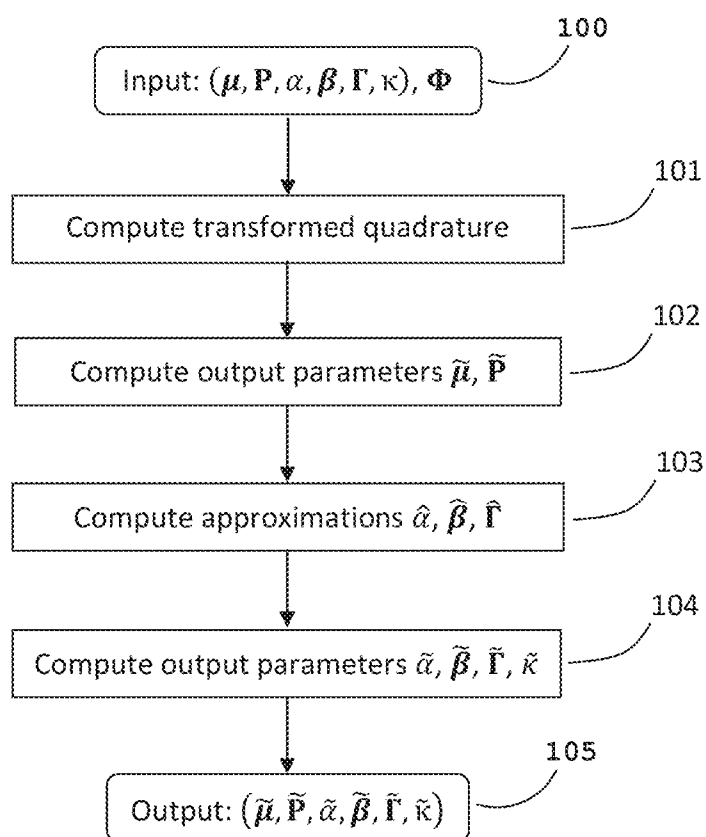 100
Input: (𝝁, 𝐏, α, 𝜷, 𝚪, κ), 𝚽
101
Compute transformed quadrature
102
Compute output parameters 𝝁̃, 𝐏̃
103
Compute approximations α̂, 𝜷̂, 𝚪̂
104
Compute output parameters α̃, 𝜷̃, 𝚪̃, κ̃
105
Output: (𝝁̃, 𝐏̃, α̃, 𝜷̃, 𝚪̃, κ̃)